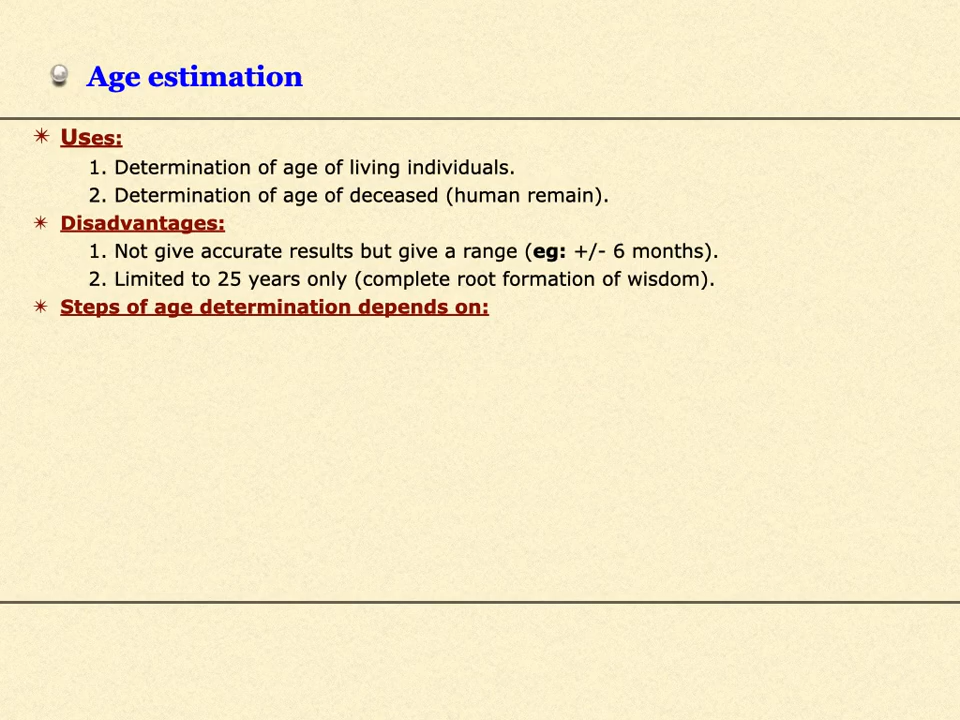 Age estimation
✴ Uses:
1. Determination of age of living individuals.
2. Determination of age of deceased (human remain).
✴ Disadvantages:
1. Not give accurate results but give a range (eg: +/- 6 months).
2. Limited to 25 years only (complete root formation of wisdom).
✴ Steps of age determination depends on: